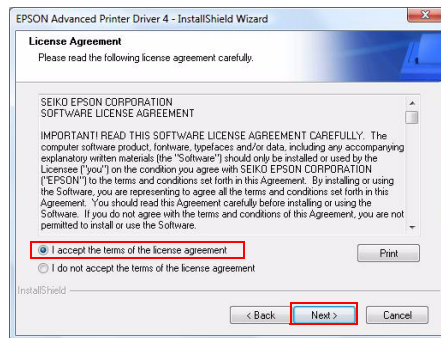 EPSON Advanced Printer Driver 4 - InstallShield Wizard
License Agreement
Please read the following license agreement carefully.
SEIKO EPSON CORPORATION
SOFTWARE LICENSE AGREEMENT
IMPORTANT! READ THIS SOFTWARE LICENSE AGREEMENT CAREFULLY. The
computer software product, fontware, typefaces and/or data, including any accompanying
explanatory written materials (the "Software") should only be installed or used by the
Licensee ("you") on the condition you agree with SEIKO EPSON CORPORATION
("EPSON") to the terms and conditions set forth in this Agreement. By installing or using
the Software, you are representing to agree all the terms and conditions set forth in this
Agreement. You should read this Agreement carefully before installing or using the
Software. If you do not agree with the terms and conditions of this Agreement, you are not
permitted to install or use the Software.
I accept the terms of the license agreement
Print
I do not accept the terms of the license agreement
InstallShield
< Back
Next >
Cancel